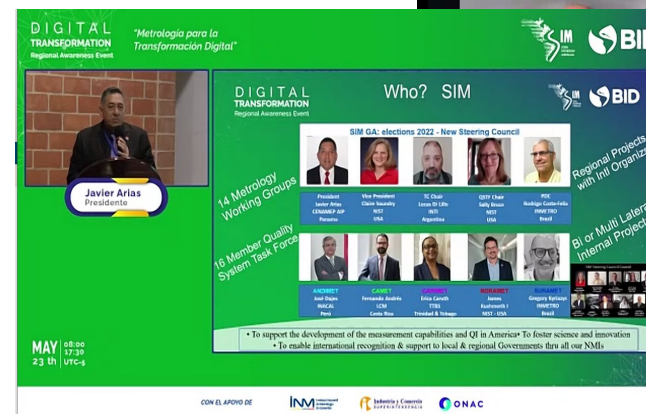 DIGITAL
TRANSFORMATION
Regional Awareness Event
"Metrología para la
Transformación Digital"
SIM
BID
Javier Arias
Presidente
DIGITAL
TRANSFORMATION
Regional Awareness Event
Who? SIM
BID
SIM GA: elections 2022 - New Steering Council
14 Metrology
Working Groups
16 Member Quality
System Task Force
President
Javier Arias
CENAMEP AIP
Panama
Vice President
Claire Saundry
NIST
USA
TC Chair
Lucas Di Lillo
INTI
Argentina
QSTF Chair
Sally Bruce
NIST
USA
PDC
Rodrigo Costa-Felix
INMETRO
Brazil
ANDIMET
José Dajes
INACAL
Perú
CAMET
Fernando Andrés
LCM
Costa Rica
Trinidad & Tobago
NORAMET
James
NIST - USA
SURAMET
Gregory Kyriazis
INMETRO
Brazil
Regional Projects
with Intl Organiz
Bi or Multi Lateral
Internal Project
• To support the development of the measurement capabilities and QI in America• To foster science and innovation
• To enable international recognition & support to local & regional Governments thru all our NMIs
MAY
23 th
08:00
17:30
UTC-5
CON EL APOYO DE
INM
Industria y Comercio
SUPERINTENDENCIA
ONAC